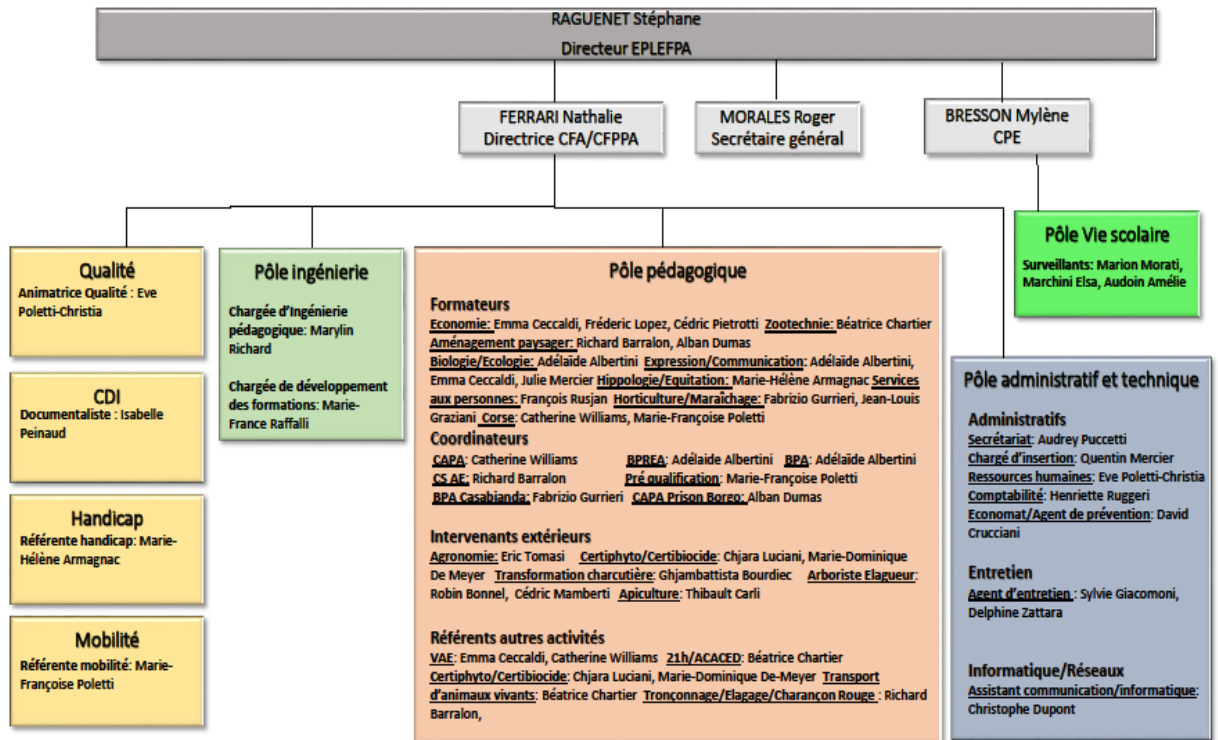 RAGUENET Stéphane
Directeur EPLEFPA
FERRARI Nathalie
Directrice CFA/CFPPA
MORALES Roger
Secrétaire général
BRESSON Mylène
CPE
Qualité
Animatrice Qualité : Eve
Poletti-Christia
CDI
Documentaliste : Isabelle
Peinaud
Handicap
Référente handicap: Marie-
Hélène Armagnac
Mobilité
Référente mobilité: Marie-
Françoise Poletti
Pôle ingénierie
Chargée d'Ingénierie
pédagogique: Marylin
Richard
Chargée de développement
des formations: Marie-
France Raffalli
Pôle pédagogique
Formateurs
Economie: Emma Ceccaldi, Fréderic Lopez, Cédric Pietrotti Zootechnie: Béatrice Chartier
Aménagement paysager: Richard Barralon, Alban Dumas
Biologie/Ecologie: Adélaïde Albertini Expression/Communication: Adélaïde Albertini,
Emma Ceccaldi, Julie Mercier Hippologie/Equitation: Marie-Hélène Armagnac Services
aux personnes: François Rusjan Horticulture/Maraîchage: Fabrizio Gurrieri, Jean-Louis
Graziani Corse: Catherine Williams, Marie-Françoise Poletti
Coordinateurs
CAPA: Catherine Williams BPREA: Adélaide Albertini BPA: Adélaïde Albertini
CS AE: Richard Barralon Pré qualification: Marie-Françoise Poletti
BPA Casabianda: Fabrizio Gurrieri CAPA Prison Borgo: Alban Dumas
Intervenants extérieurs
Agronomie: Eric Tomasi Certiphyto/Certibiocide: Chjara Luciani, Marie-Dominique
De Meyer Transformation charcutière: Ghjambattista Bourdiec Arboriste Elagueur:
Robin Bonnel, Cédric Mamberti Apiculture: Thibault Carli
Référents autres activités
VAE: Emma Ceccaldi, Catherine Williams 21h/ACACED: Béatrice Chartier
Certiphyto/Certibiocide: Chjara Luciani, Marie-Dominique De-Meyer Transport
d'animaux vivants: Béatrice Chartier Tronçonnage/Elagage/Charançon Rouge : Richard
Barralon,
Pôle Vie scolaire
Surveillants: Marion Morati,
Marchini Elsa, Audoin Amélie
Pôle administratif et technique
Administratifs
Secrétariat: Audrey Puccetti
Chargé d'insertion: Quentin Mercier
Ressources humaines: Eve Poletti-Christia
Comptabilité: Henriette Ruggeri
Economat/Agent de prévention: David
Crucciani
Entretien
Agent d'entretien : Sylvie Giacomoni,
Delphine Zattara
Informatique/Réseaux
Assistant communication/informatique:
Christophe Dupont